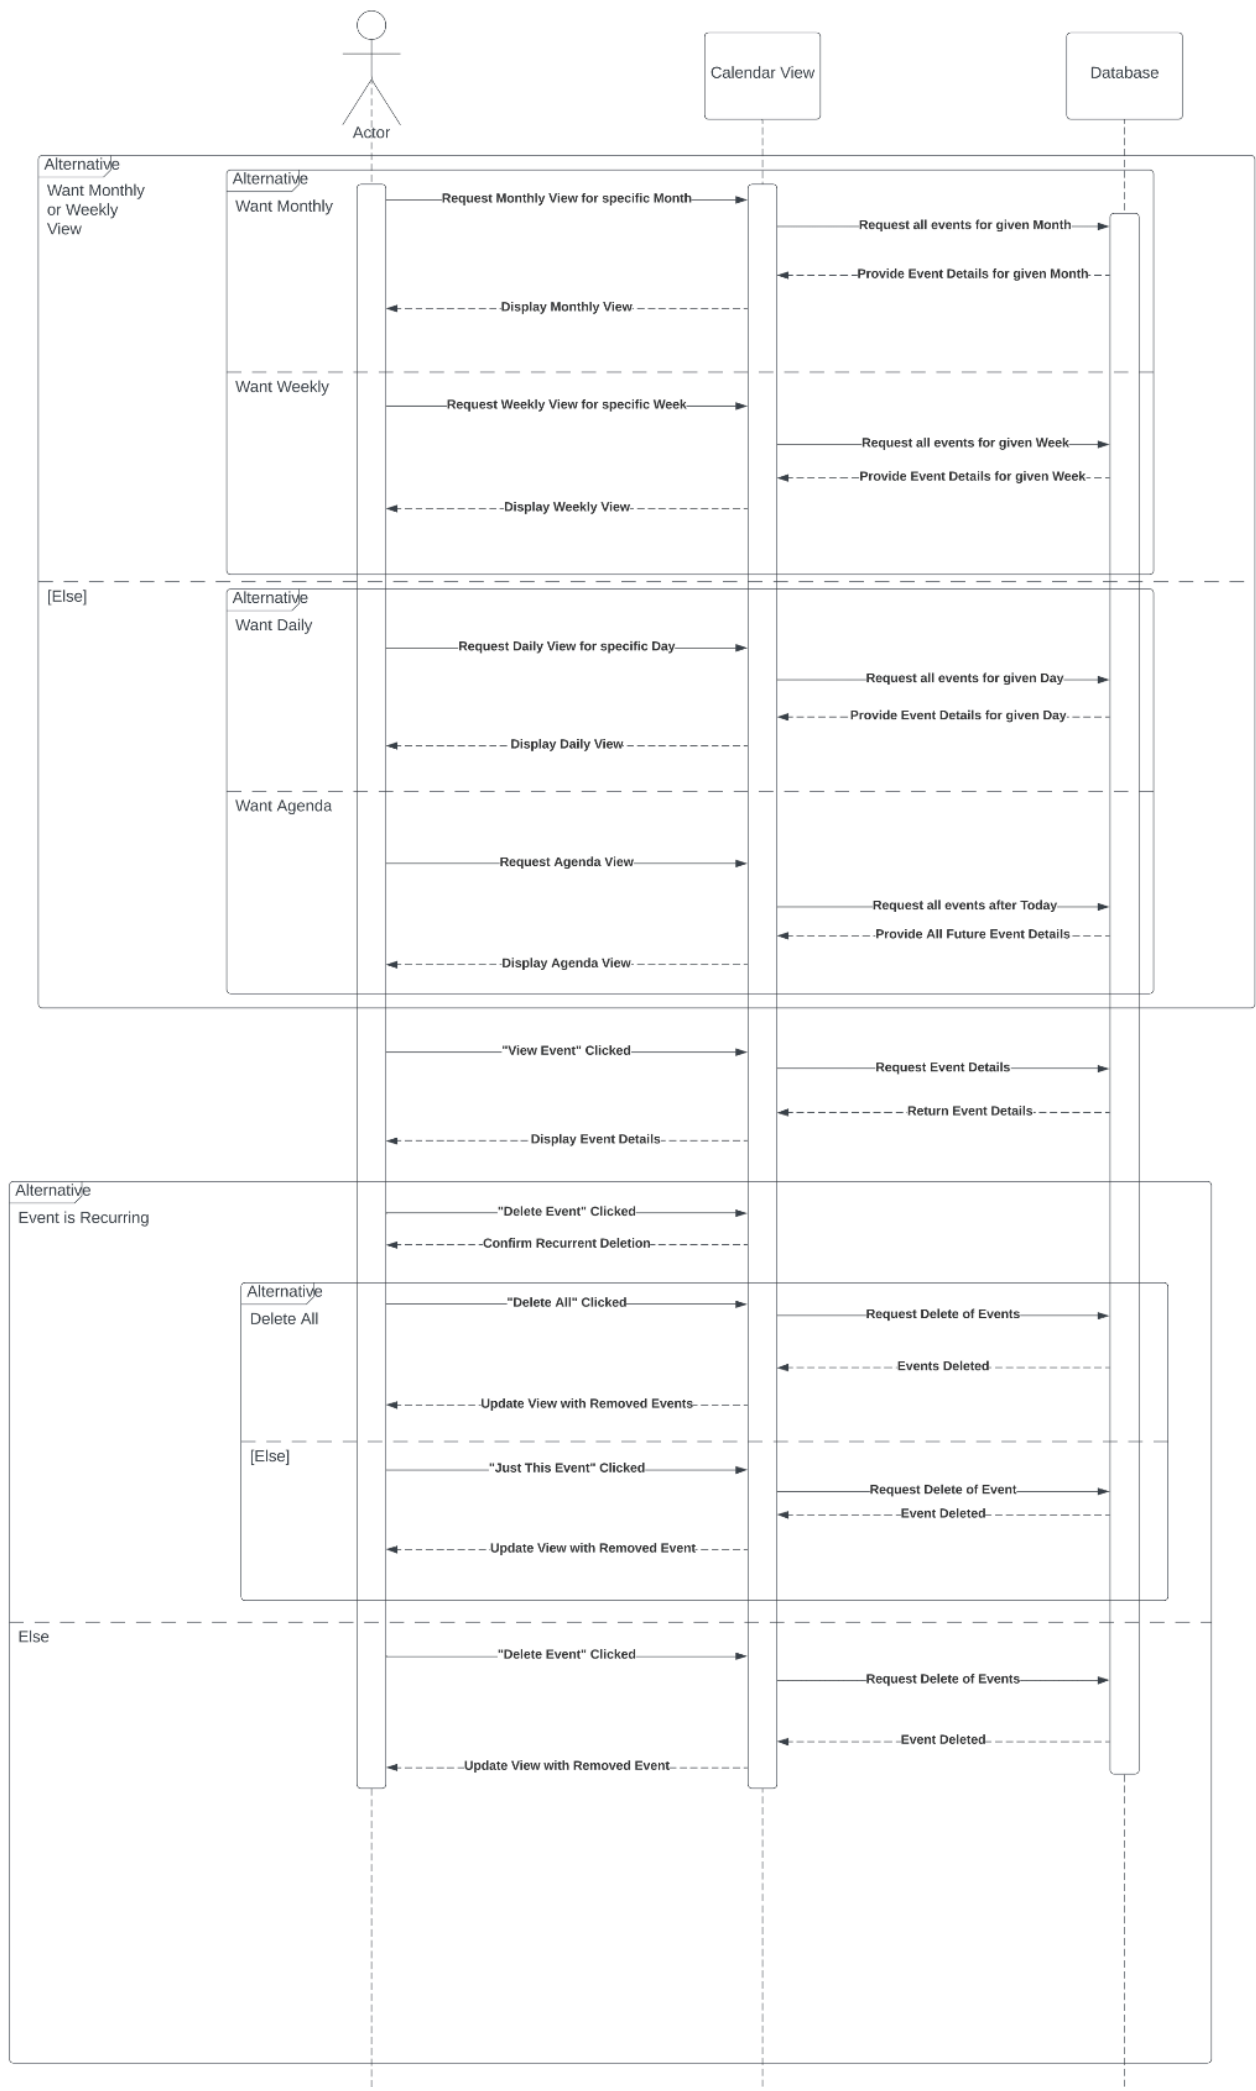 Actor
Calendar View
Database
Alternative
Want Monthly
or Weekly
View
Alternative
Want Monthly
Request Monthly View for specific Month
Request all events for given Month
Provide Event Details for given Month
Display Monthly View
Want Weekly
Request Weekly View for specific Week
Request all events for given Week
Provide Event Details for given Week
Display Weekly View
[Else]
Alternative
Want Daily
Request Daily View for specific Day
Request all events for given Day
Provide Event Details for given Day
Display Daily View
Want Agenda
Request Agenda View
Request all events after Today
Provide All Future Event Details
Display Agenda View
"View Event" Clicked
Request Event Details
Return Event Details
Display Event Details
Alternative
Event is Recurring
"Delete Event" Clicked
Confirm Recurrent Deletion
Alternative
Delete All
"Delete All" Clicked
Request Delete of Events
Events Deleted
Update View with Removed Events
[Else]
"Just This Event" Clicked
Request Delete of Event
Event Deleted
Update View with Removed Event
Else
"Delete Event" Clicked
Request Delete of Events
Event Deleted
Update View with Removed Event